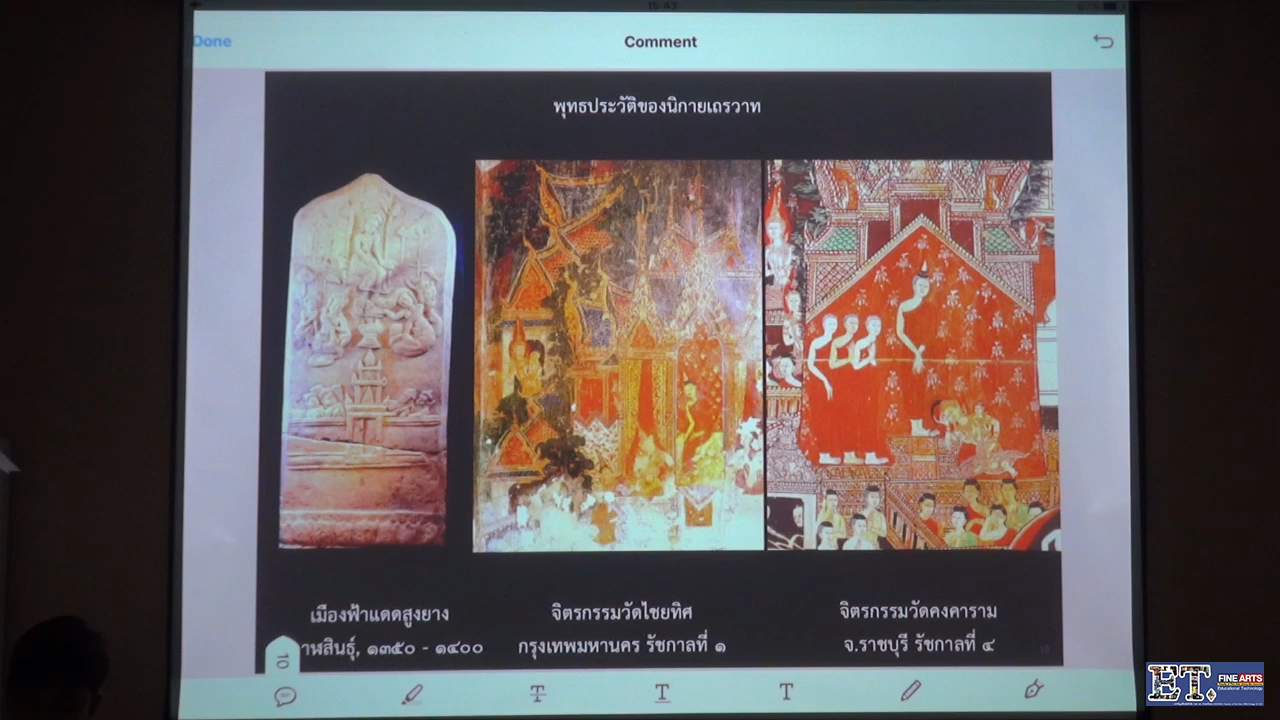 15:43
Done
Comment
พุทธประวัติของนิกายเถรวาท
เมืองฟ้าแดดสูงยาง
าฬสินธุ์, ๑๓๕๐ - ๑๔๐๐
จิตรกรรมวัดไชยทิศ
กรุงเทพมหานคร รัชกาลที่ ๑
จิตรกรรมวัดคงคาราม
จ.ราชบุรี รัชกาลที่ ๔
10
10
T
T
T
ET.
FINE ARTS
Educational Technology